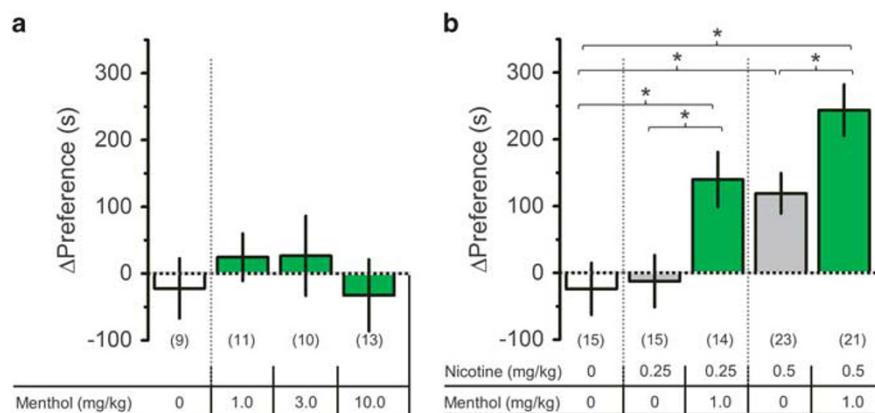 a
ΔPreference (s)
300
200
100
0
-100
(9) (11) (10) (13)
Menthol (mg/kg) 0 1.0 3.0 10.0
b
ΔPreference (s)
300
200
100
0
-100
*
* *
*
*
(15) (15) (14) (23) (21)
Nicotine (mg/kg) 0 0.25 0.25 0.5 0.5
Menthol (mg/kg) 0 0 1.0 0 1.0